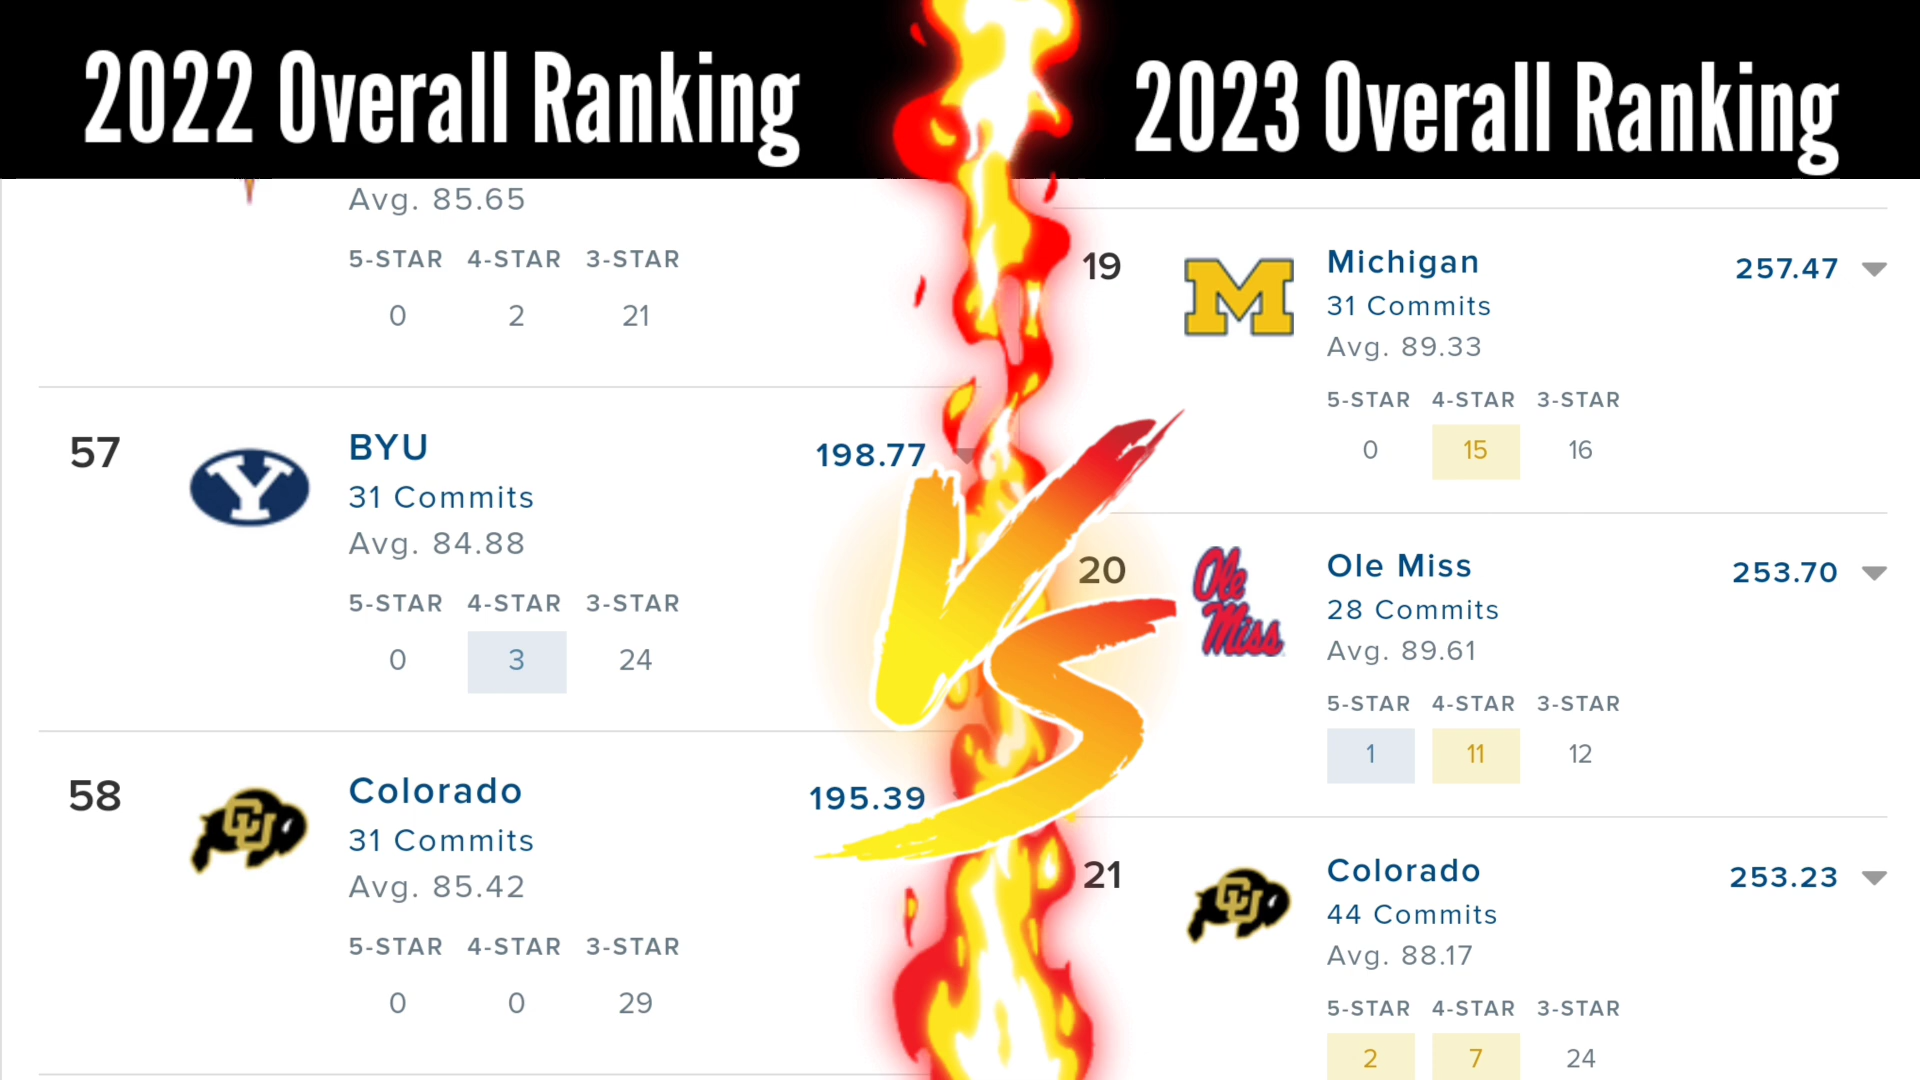 2022 Overall Ranking
Avg. 85.65
5-STAR 4-STAR 3-STAR
0 2 21
57
Y
BYU
198.77
31 Commits
Avg. 84.88
5-STAR 4-STAR 3-STAR
0 3 24
58
CU
Colorado
195.39
31 Commits
Avg. 85.42
5-STAR 4-STAR 3-STAR
0 0 29
VS
2023 Overall Ranking
19
M
Michigan
257.47
31 Commits
Avg. 89.33
5-STAR 4-STAR 3-STAR
0 15 16
20
Ole
Miss
Ole Miss
253.70
28 Commits
Avg. 89.61
5-STAR 4-STAR 3-STAR
1 11 12
21
CU
Colorado
253.23
44 Commits
Avg. 88.17
5-STAR 4-STAR 3-STAR
2 7 24